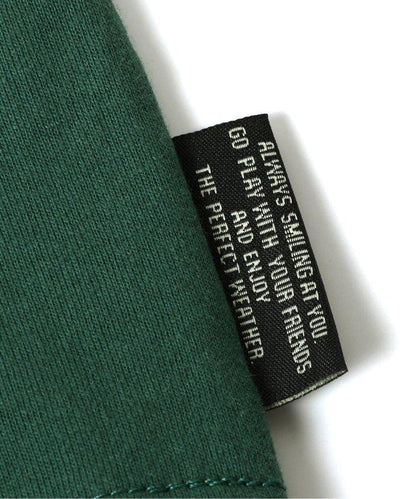 ALWAYS SMILING AT YOU.
GO PLAY WITH YOUR FRIENDS
AND ENJOY
THE PERFECT WEATHER.